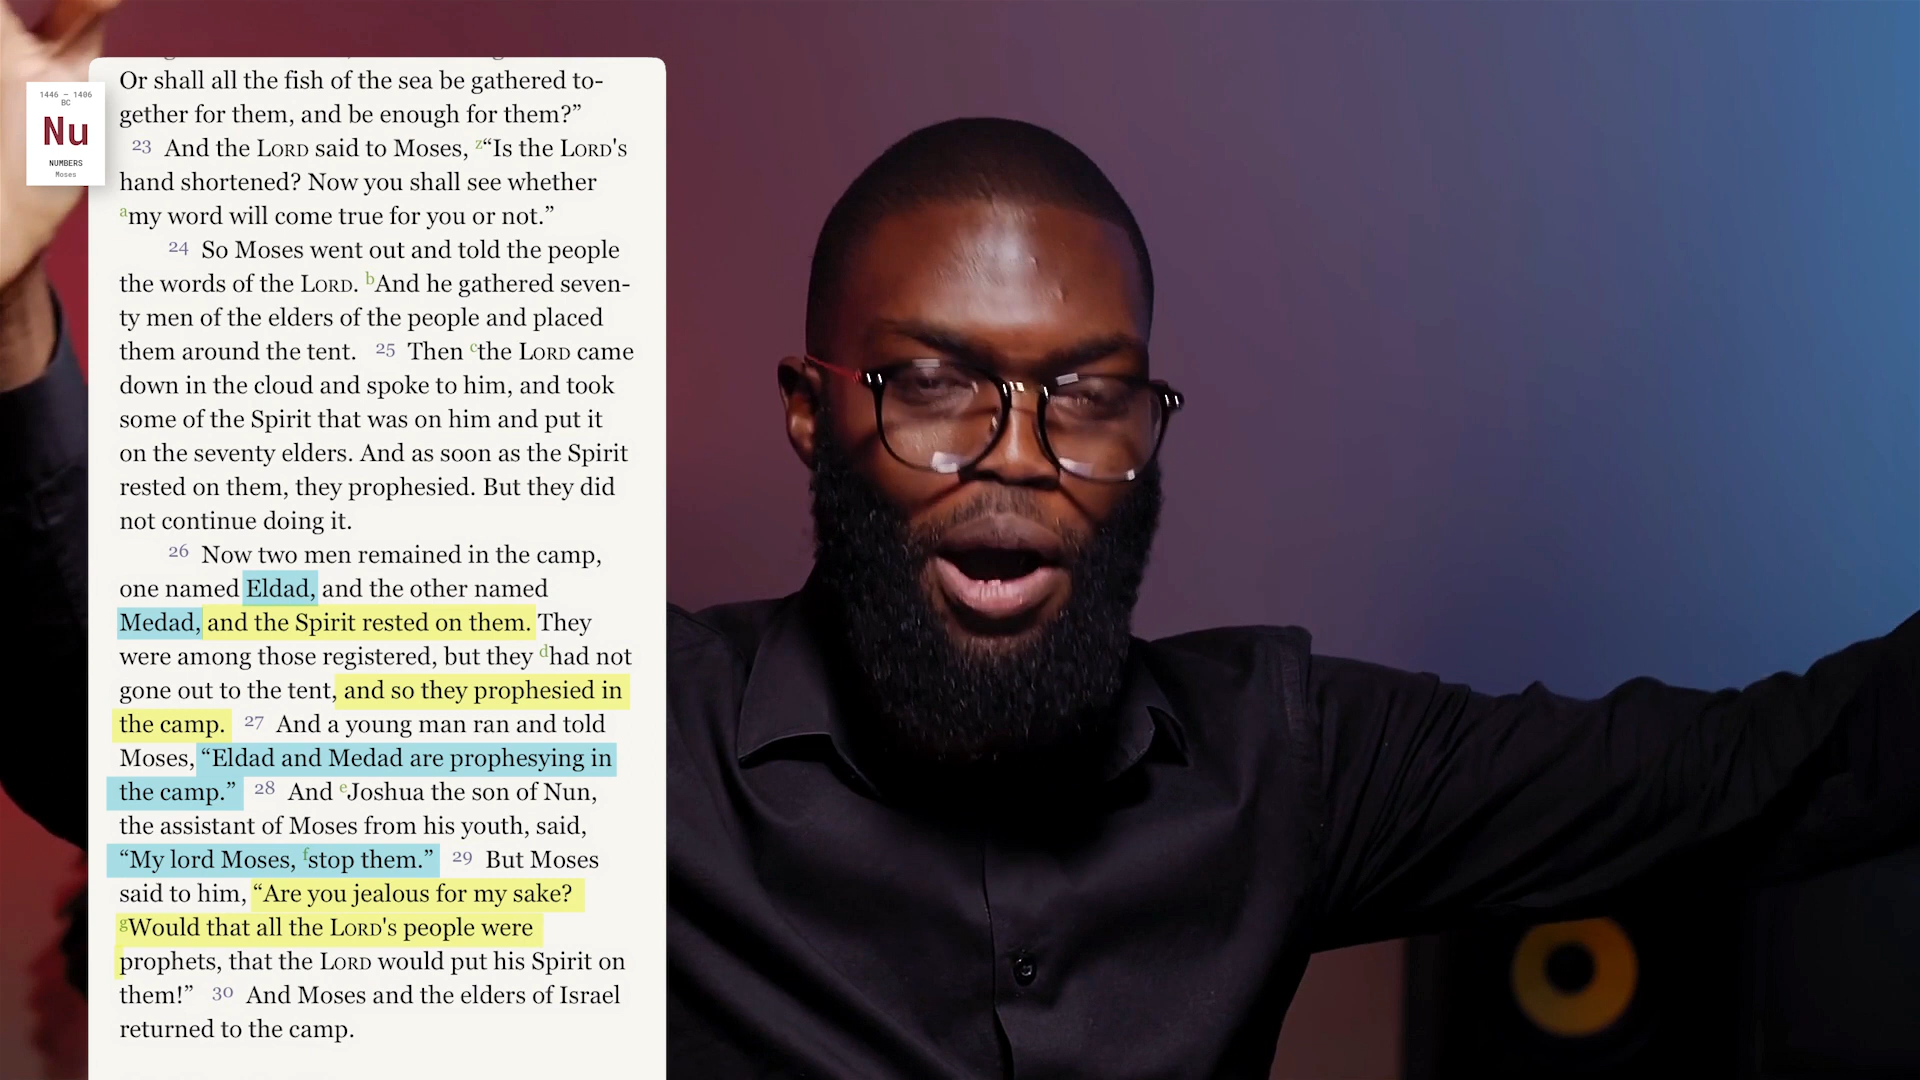 1446 – 1406
BC
Nu
NUMBERS
Moses
Or shall all the fish of the sea be gathered to-
gether for them, and be enough for them?”
23 And the LORD said to Moses, z“Is the LORD's
hand shortened? Now you shall see whether
amy word will come true for you or not.”
24 So Moses went out and told the people
the words of the LORD. bAnd he gathered seven-
ty men of the elders of the people and placed
them around the tent. 25 Then cthe LORD came
down in the cloud and spoke to him, and took
some of the Spirit that was on him and put it
on the seventy elders. And as soon as the Spirit
rested on them, they prophesied. But they did
not continue doing it.
26 Now two men remained in the camp,
one named Eldad, and the other named
Medad, and the Spirit rested on them. They
were among those registered, but they dhad not
gone out to the tent, and so they prophesied in
the camp. 27 And a young man ran and told
Moses, “Eldad and Medad are prophesying in
the camp.” 28 And eJoshua the son of Nun,
the assistant of Moses from his youth, said,
“My lord Moses, fstop them.” 29 But Moses
said to him, “Are you jealous for my sake?
gWould that all the LORD's people were
prophets, that the LORD would put his Spirit on
them!” 30 And Moses and the elders of Israel
returned to the camp.